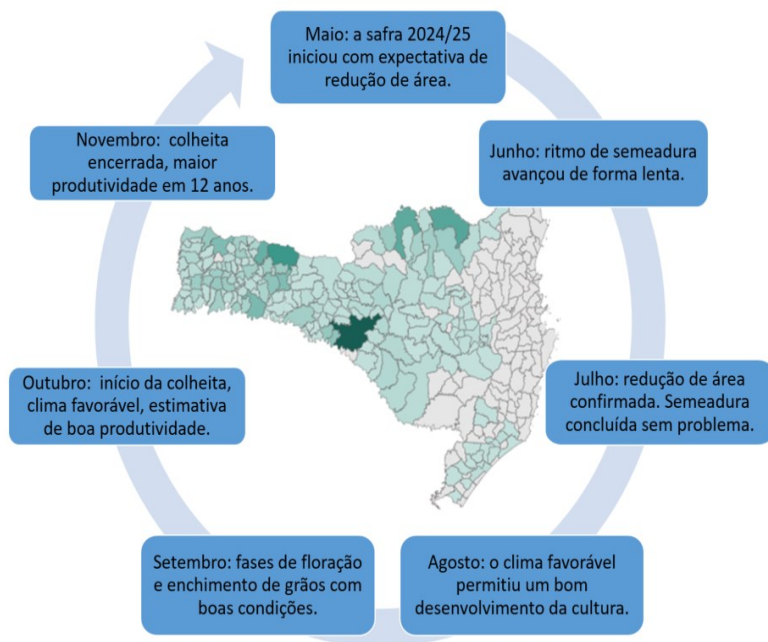 Maio: a safra 2024/25
iniciou com expectativa de
redução de área.
Junho: ritmo de semeadura
avançou de forma lenta.
Julho: redução de área
confirmada. Semeadura
concluída sem problema.
Agosto: o clima favorável
permitiu um bom
desenvolvimento da cultura.
Setembro: fases de floração
e enchimento de grãos com
boas condições.
Outubro: início da colheita,
clima favorável, estimativa
de boa produtividade.
Novembro: colheita
encerrada, maior
produtividade em 12 anos.